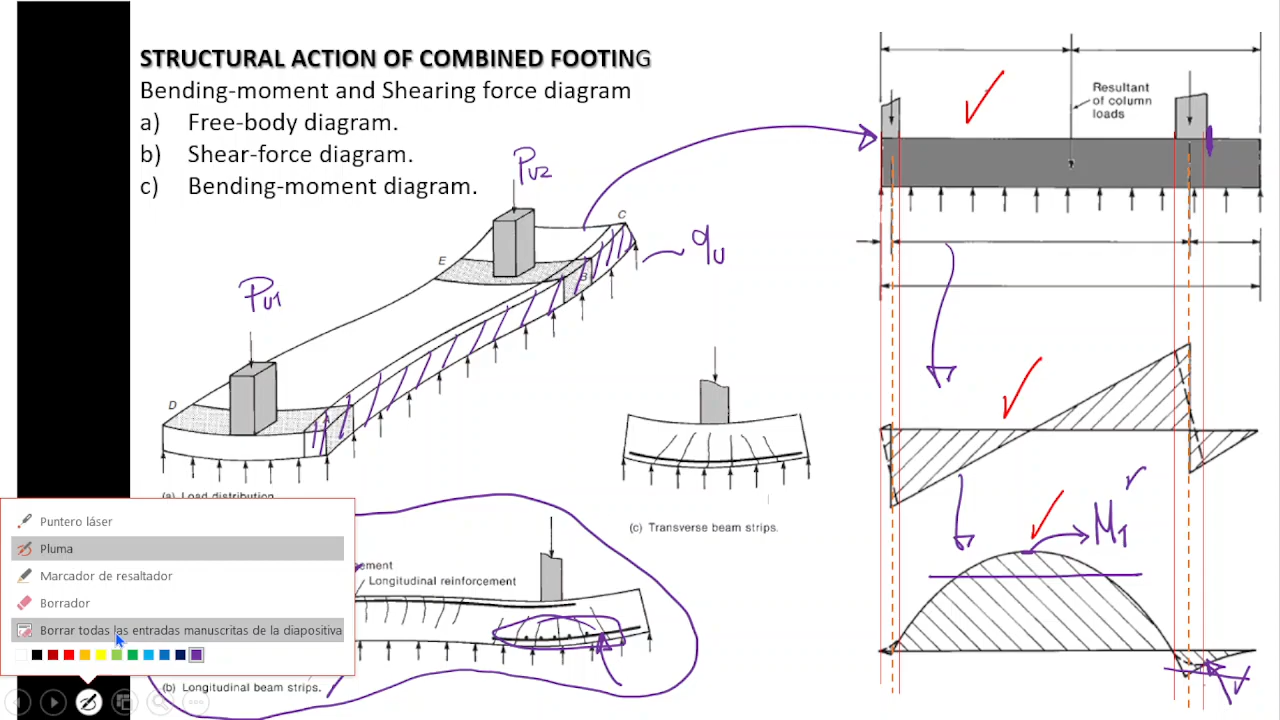 STRUCTURAL ACTION OF COMBINED FOOTING
Bending-moment and Shearing force diagram
a) Free-body diagram.
b) Shear-force diagram.
c) Bending-moment diagram.
Resultant
of column
loads
PU2
C
E
B
qU
PU1
D
A
(a) Load distribution
(c) Transverse beam strips.
M1
Puntero láser
Pluma
Marcador de resaltador
Borrador
Borrar todas las entradas manuscritas de la diapositiva
ement
Longitudinal reinforcement
(b) Longitudinal beam strips.